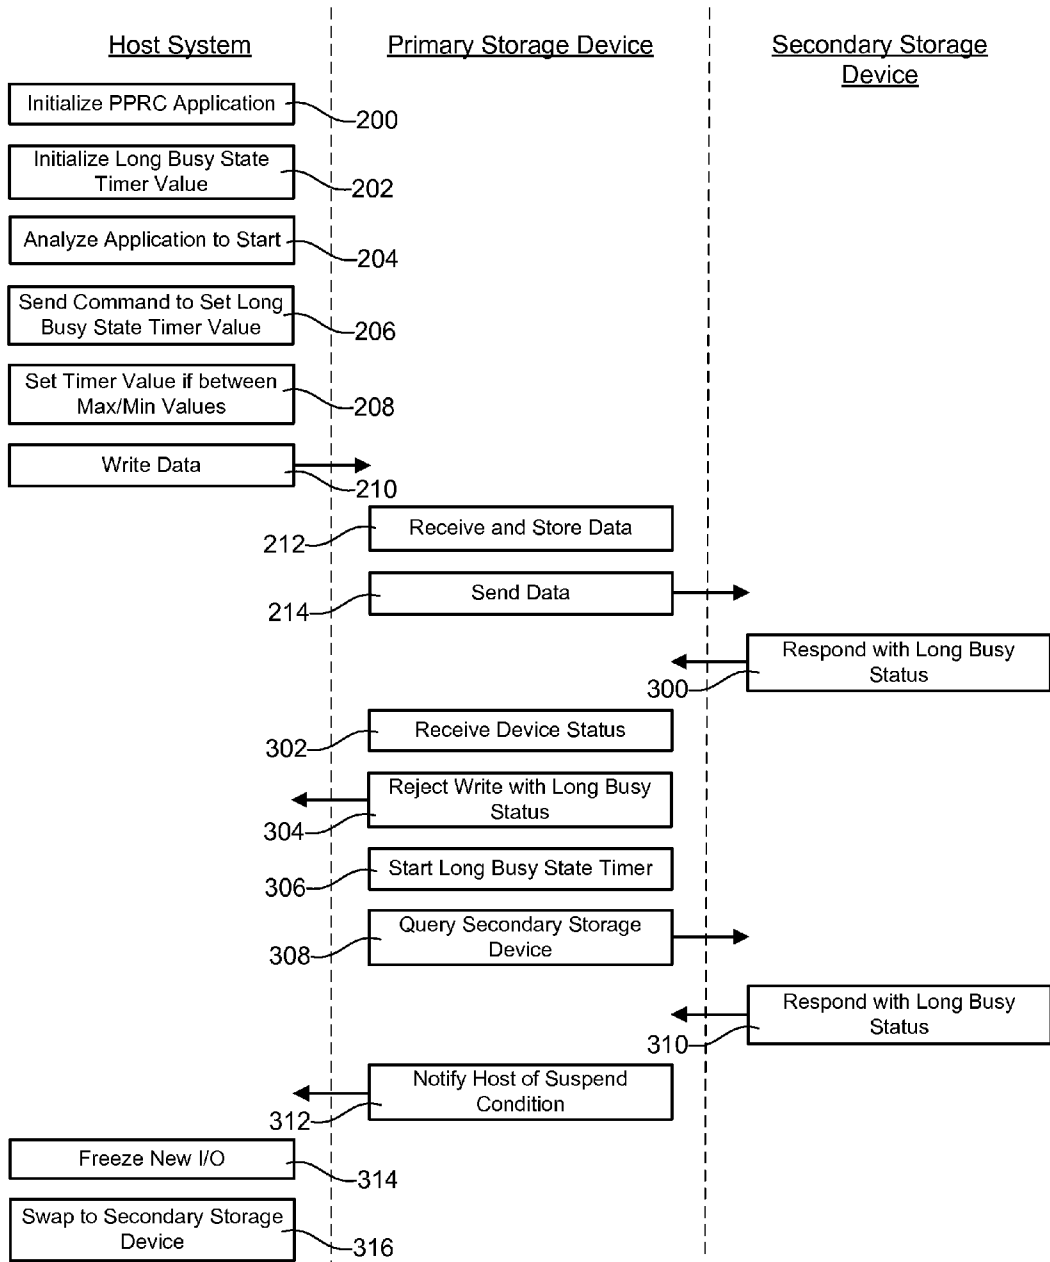 Host System
Primary Storage Device
Secondary Storage
Device
Initialize PPRC Application
200
Initialize Long Busy State
Timer Value
202
Analyze Application to Start
204
Send Command to Set Long
Busy State Timer Value
206
Set Timer Value if between
Max/Min Values
208
Write Data
210
Receive and Store Data
212
Send Data
214
Respond with Long Busy
Status
300
Receive Device Status
302
Reject Write with Long Busy
Status
304
Start Long Busy State Timer
306
Query Secondary Storage
Device
308
Respond with Long Busy
Status
310
Notify Host of Suspend
Condition
312
Freeze New I/O
314
Swap to Secondary Storage
Device
316